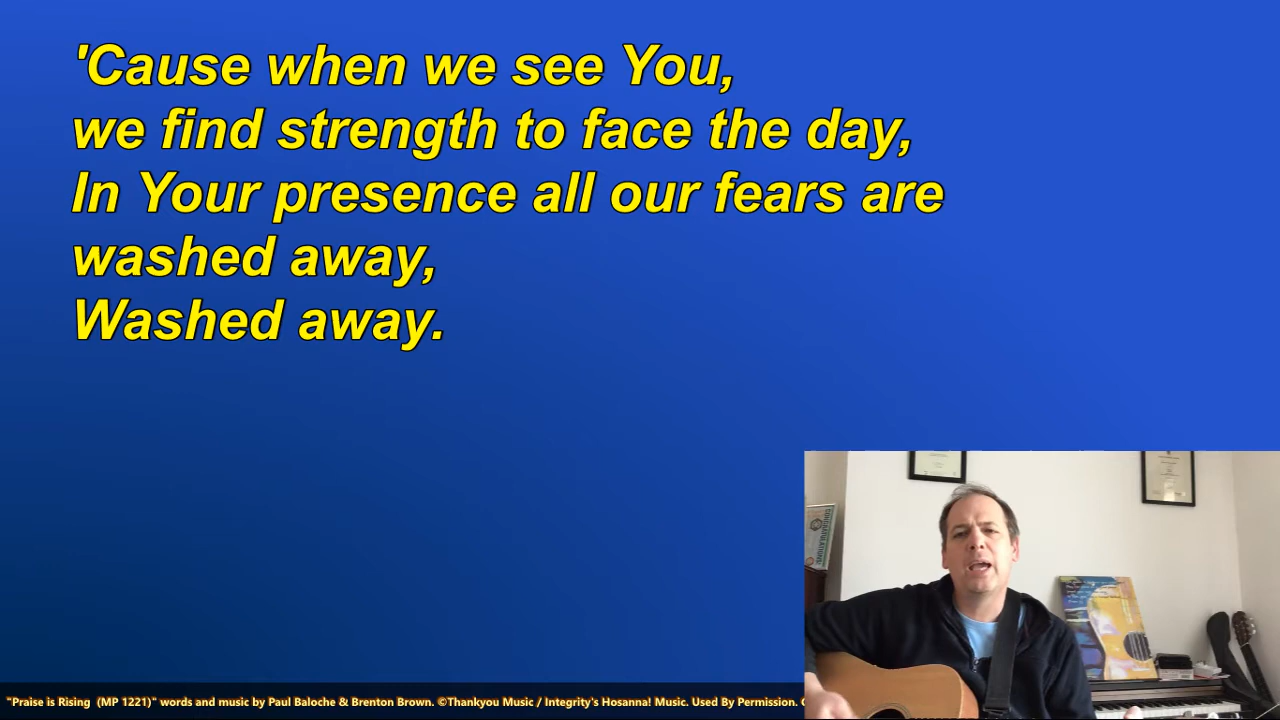 'Cause when we see You,
we find strength to face the day,
In Your presence all our fears are
washed away,
Washed away.
"Praise is Rising (MP 1221)" words and music by Paul Baloche & Brenton Brown. ©Thankyou Music / Integrity's Hosanna! Music. Used By Permission.